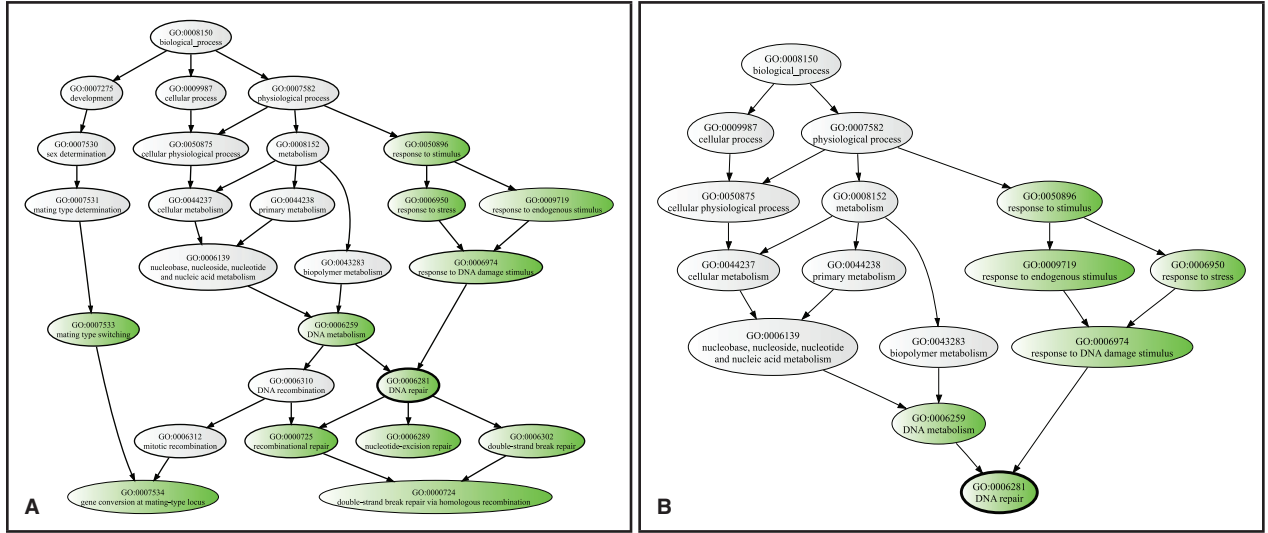 GO:0008150
biological_process
GO:0007275
development
GO:0009987
cellular process
GO:0007582
physiological process
GO:0007530
sex determination
GO:0050875
cellular physiological process
GO:0008152
metabolism
GO:0050896
response to stimulus
GO:0007531
mating type determination
GO:0044237
cellular metabolism
GO:0044238
primary metabolism
GO:0006950
response to stress
GO:0009719
response to endogenous stimulus
GO:0006139
nucleobase, nucleoside, nucleotide
and nucleic acid metabolism
GO:0043283
biopolymer metabolism
GO:0006974
response to DNA damage stimulus
GO:0007533
mating type switching
GO:0006259
DNA metabolism
GO:0006310
DNA recombination
GO:0006281
DNA repair
GO:0006312
mitotic recombination
GO:0000725
recombinational repair
GO:0006289
nucleotide-excision repair
GO:0006302
double-strand break repair
GO:0007534
gene conversion at mating-type locus
GO:0000724
double-strand break repair via homologous recombination
A
GO:0008150
biological_process
GO:0009987
cellular process
GO:0007582
physiological process
GO:0050875
cellular physiological process
GO:0008152
metabolism
GO:0050896
response to stimulus
GO:0044237
cellular metabolism
GO:0044238
primary metabolism
GO:0009719
response to endogenous stimulus
GO:0006950
response to stress
GO:0006139
nucleobase, nucleoside, nucleotide
and nucleic acid metabolism
GO:0043283
biopolymer metabolism
GO:0006974
response to DNA damage stimulus
GO:0006259
DNA metabolism
GO:0006281
DNA repair
B